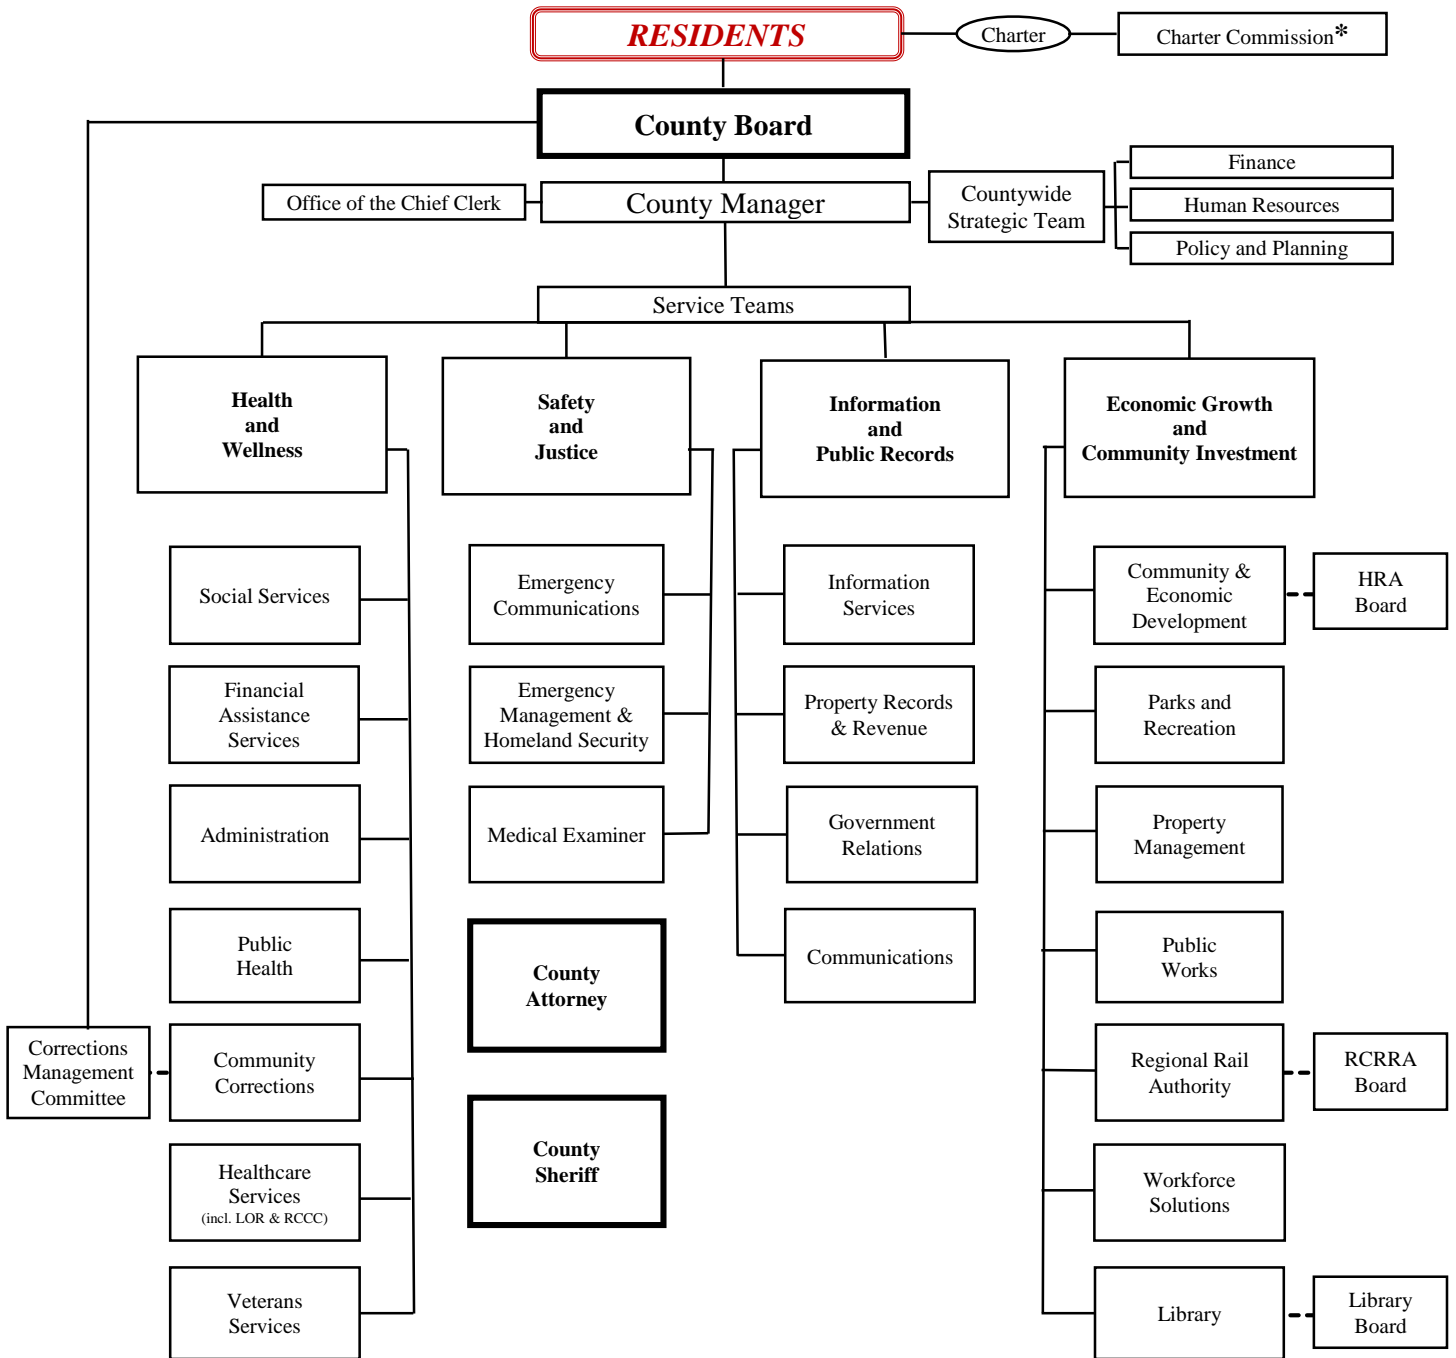 RESIDENTS
Charter
Charter Commission*
County Board
Office of the Chief Clerk
County Manager
Countywide
Strategic Team
Finance
Human Resources
Policy and Planning
Service Teams
Health
and
Wellness
Safety
and
Justice
Information
and
Public Records
Economic Growth
and
Community Investment
Social Services
Financial
Assistance
Services
Administration
Public
Health
Corrections
Management
Committee
Community
Corrections
Healthcare
Services
(incl. LOR & RCCC)
Veterans
Services
Emergency
Communications
Emergency
Management &
Homeland Security
Medical Examiner
County
Attorney
County
Sheriff
Information
Services
Property Records
& Revenue
Government
Relations
Communications
Community &
Economic
Development
HRA
Board
Parks and
Recreation
Property
Management
Public
Works
Regional Rail
Authority
RCRRA
Board
Workforce
Solutions
Library
Library
Board